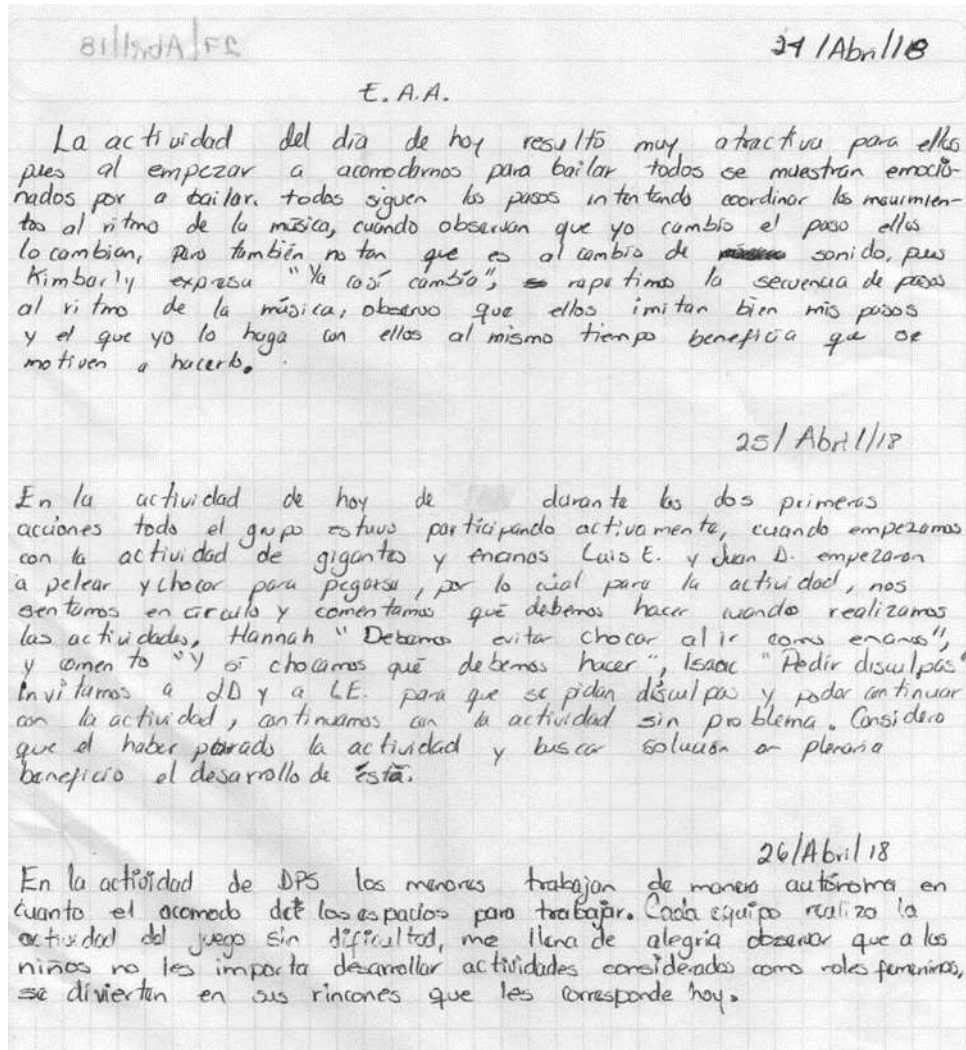 27/Abril/18
24/Abril/18
E.A.A.
La actividad del día de hoy resultó muy atractiva para ellos
pues al empezar a acomodarnos para bailar todos se muestran emocio-
nados por a bailar. todos siguen los pasos intentando coordinar los movimien-
tos al ritmo de la música, cuando observan que yo cambio el paso ellos
lo cambian, pero también notan que es al cambio de sonido, pues
Kimbarly expresa "Ya casí cambío", repetimos la secuencia de pasos
al ritmo de la música, observo que ellos imitan bien mis pasos
y el que yo lo haga con ellos al mismo tiempo beneficia que se
motiven a hacerlo.
25/Abril/18
En la actividad de hoy de durante las dos primeras
acciones todo el grupo estuvo participando activamente, cuando empezamos
con la actividad de gigantes y enanos Luis E. y Juan D. empezaron
a pelear y chocar para pegarse, por lo cúal paro la actividad, nos
sentamos en circulo y comentamos qué debemos hacer cuando realizamos
las actividades, Hannah "Debemos evitar chocar al ir como enanos",
y comento "Y si chocamos qué debemos hacer", Isaac "Pedir disculpas"
Invitamos a JD y a LE. para que se pidan disculpas y poder continuar
con la actividad, continuamos con la actividad sin problema. Considero
que el haber parado la actividad y buscar solución en plenaria
beneficio el desarrollo de ésta.
26/Abril/18
En la actividad de DPS los menores trabajan de manera autónoma en
cuanto el acomodo de los espacios para trabajar. Cada equipo realizo la
actividad del juego sin dificultad, me llena de alegria observar que a los
niños no les importa desarrollar actividades consideradas como roles femeninos,
se divierten en sus rincones que les corresponde hoy.